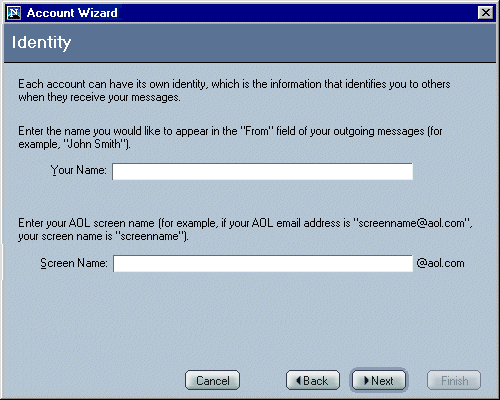 Account Wizard
Identity
Each account can have its own identity, which is the information that identifies you to others
when they receive your messages.
Enter the name you would like to appear in the "From" field of your outgoing messages (for
example, "John Smith").
Your Name:
Enter your AOL screen name (for example, if your AOL email address is "screenname@aol.com",
your screen name is "screenname").
Screen Name: @aol.com
Cancel Back Next Finish